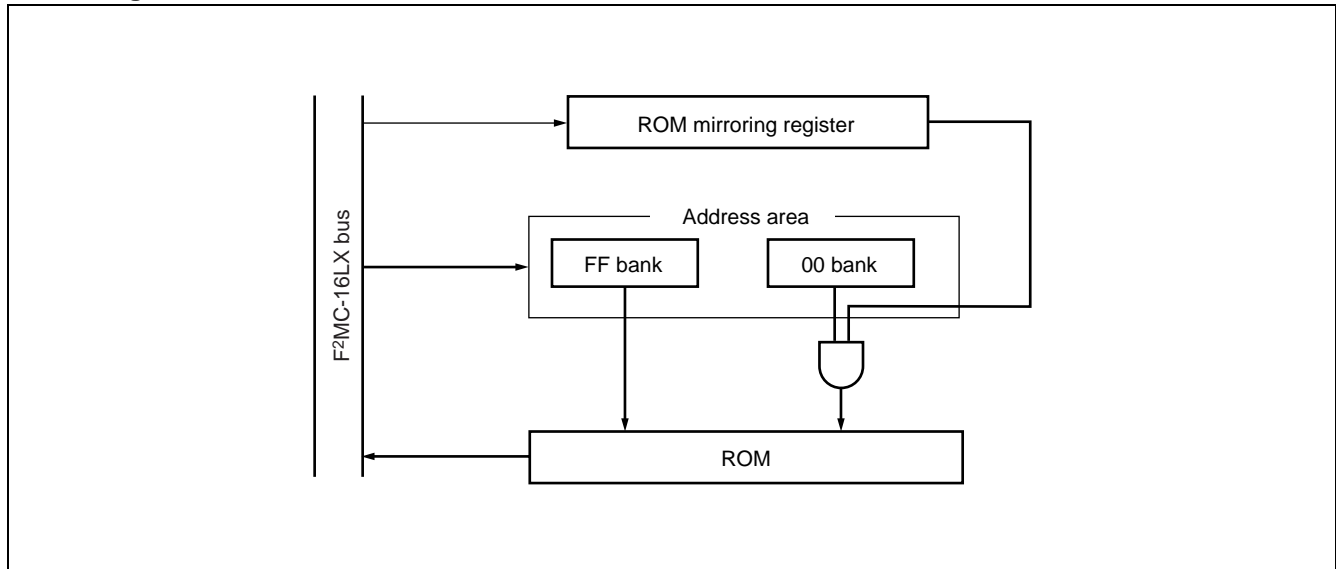 ROM mirroring register
Address area
FF bank
00 bank
F²MC-16LX bus
ROM